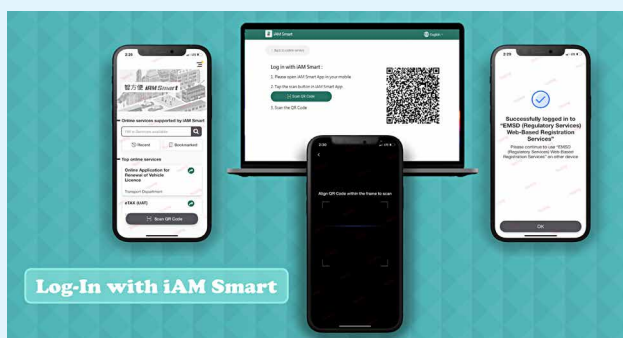 iAM Smart
English
Log in with iAM Smart :
1. Please open iAM Smart App in your mobile
2. Tap the scan button in iAM Smart App
Scan QR Code
3. Scan the QR Code
2:35
智方便 iAM Smart
Online services supported by iAM Smart
Recent
Bookmarked
Top online services
Online Application for
Renewal of Vehicle
Licence
Transport Department
eTAX (UAT)
Scan QR Code
Align QR Code within the frame to scan
Successfully logged in to
"EMSD (Regulatory Services)
Web-Based Registration
Services"
Please continue to use "EMSD
(Regulatory Services) Web-Based
Registration Services" on other device
OK
Log-In with iAM Smart